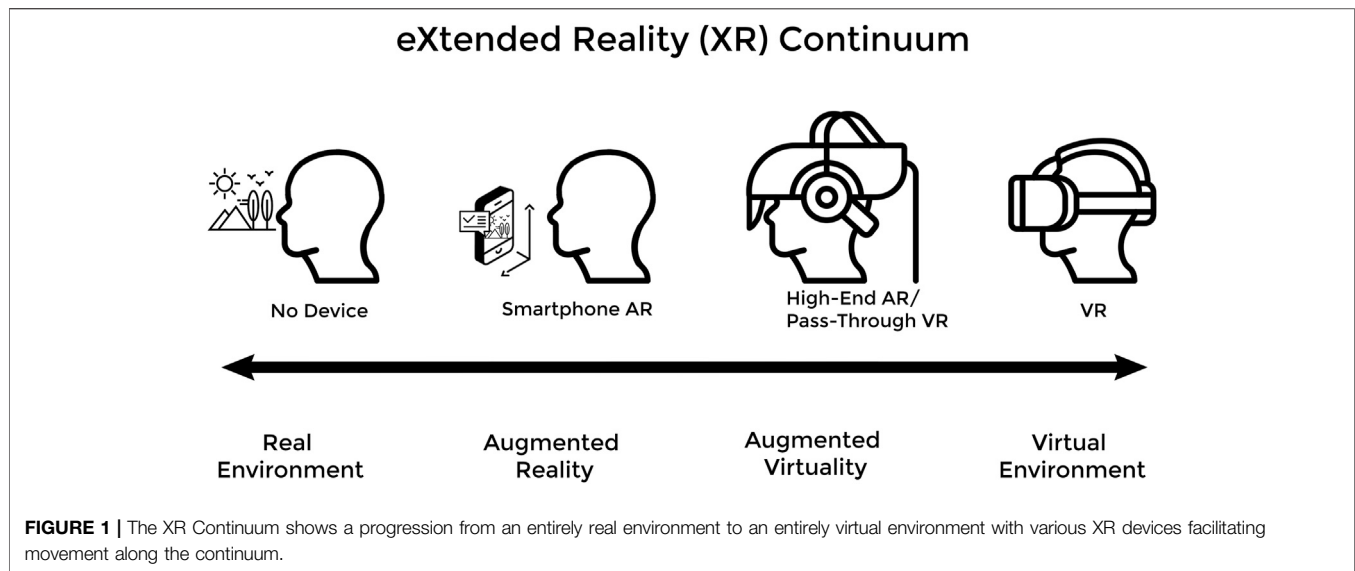 eXtended Reality (XR) Continuum
No Device
Smartphone AR
High-End AR/
Pass-Through VR
VR
Real
Environment
Augmented
Reality
Augmented
Virtuality
Virtual
Environment
FIGURE 1 | The XR Continuum shows a progression from an entirely real environment to an entirely virtual environment with various XR devices facilitating
movement along the continuum.